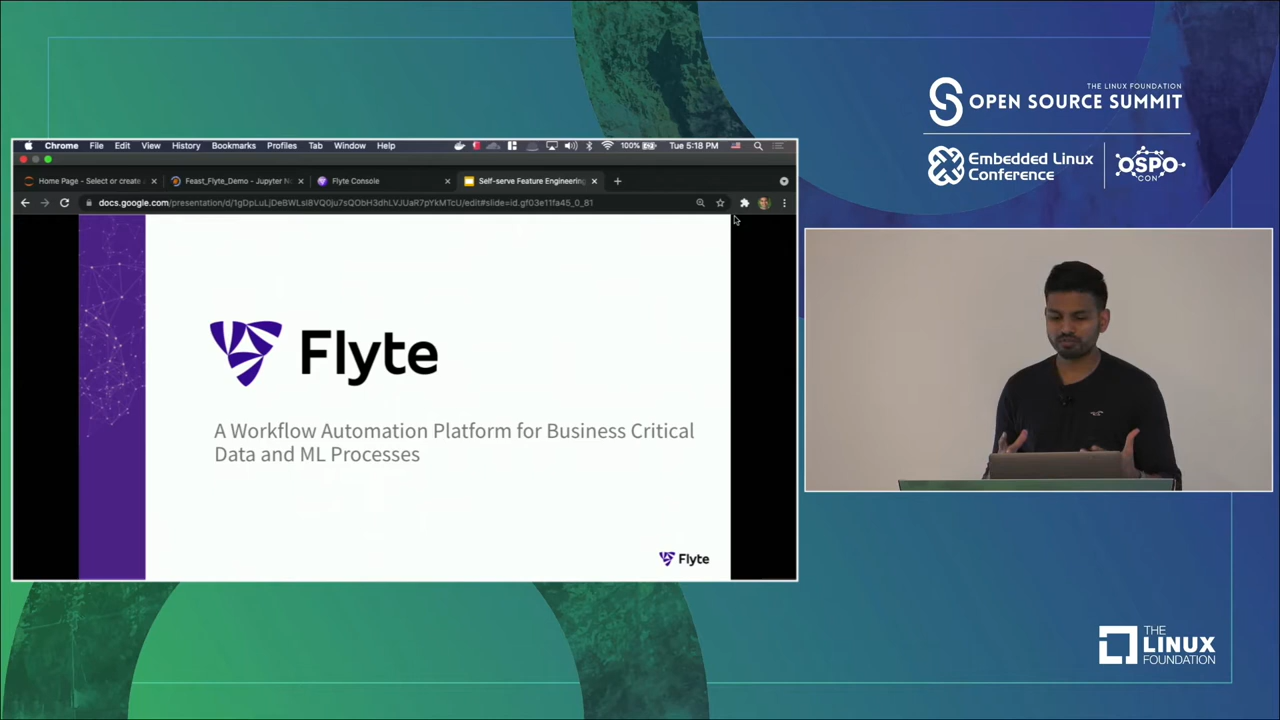 THE LINUX FOUNDATION
OPEN SOURCE SUMMIT
Embedded Linux
Conference
OSPO
CON
Chrome File Edit View History Bookmarks Profiles Tab Window Help 100% Tue 5:18 PM
Home Page - Select or create Feast_Flyte_Demo - Jupyter N Flyte Console Self-serve Feature Engineering
Flyte
A Workflow Automation Platform for Business Critical
Data and ML Processes
Flyte
THE
LINUX
FOUNDATION